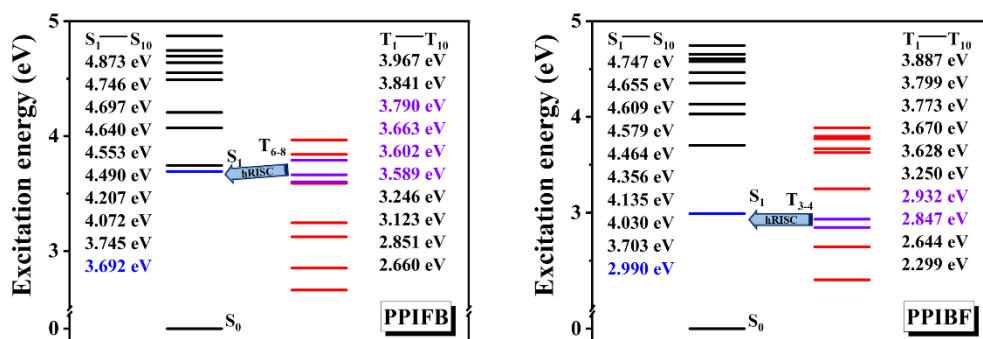 Excitation energy (eV)
5
4
3
0
S₁—S₁₀
4.873 eV
4.746 eV
4.697 eV
4.640 eV
4.553 eV
4.490 eV
4.207 eV
4.072 eV
3.745 eV
3.692 eV
S₁
hRISC
T₆₋₈
T₁—T₁₀
3.967 eV
3.841 eV
3.790 eV
3.663 eV
3.602 eV
3.589 eV
3.246 eV
3.123 eV
2.851 eV
2.660 eV
S₀
PPIFB
Excitation energy (eV)
5
4
3
0
S₁—S₁₀
4.747 eV
4.655 eV
4.609 eV
4.579 eV
4.464 eV
4.356 eV
4.135 eV
4.030 eV
3.703 eV
2.990 eV
S₁
hRISC
T₃₋₄
T₁—T₁₀
3.887 eV
3.799 eV
3.773 eV
3.670 eV
3.628 eV
3.250 eV
2.932 eV
2.847 eV
2.644 eV
2.299 eV
S₀
PPIBF